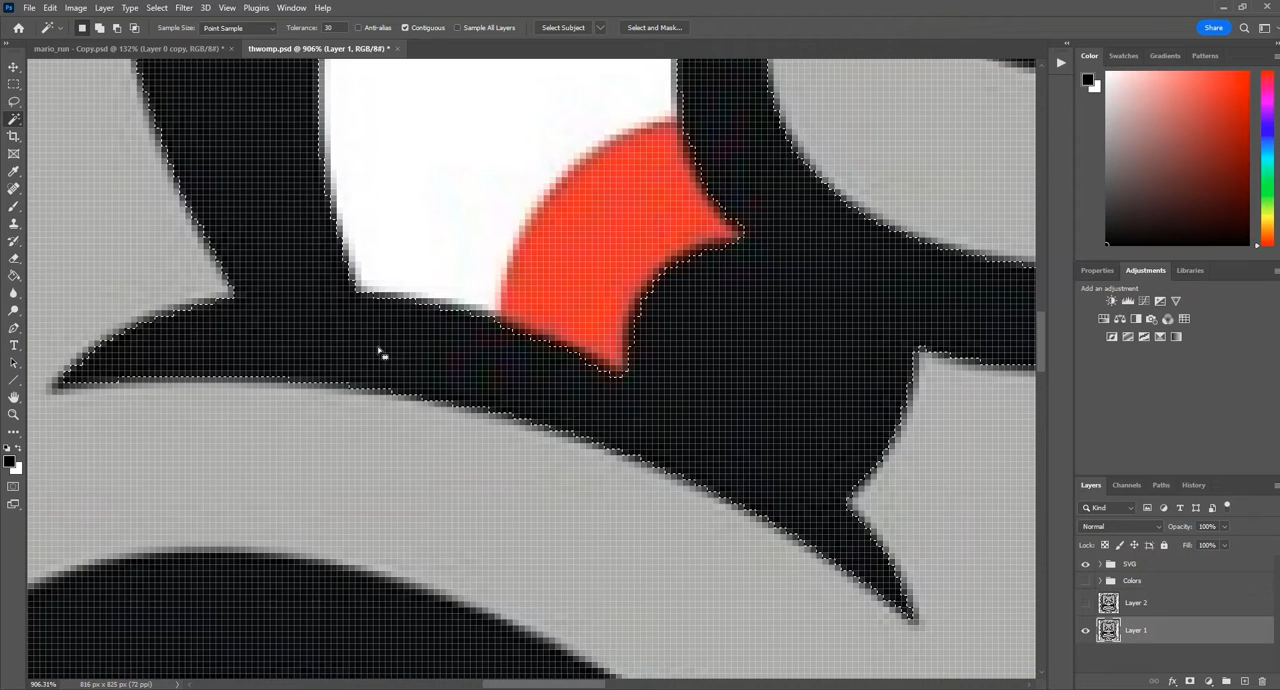 Ps File Edit Image Layer Type Select Filter 3D View Plugins Window Help
Sample Size: Point Sample Tolerance: 30 Anti-alias Contiguous Sample All Layers Select Subject Select and Mask... Share
mario_run - Copy.psd @ 132% (Layer 0 copy, RGB/8#) * × thwomp.psd @ 906% (Layer 1, RGB/8#) * ×
Color Swatches Gradients Patterns
Properties Adjustments Libraries
Add an adjustment
Layers Channels Paths History
Kind
Normal Opacity: 100%
Lock: Fill: 100%
SVG
Colors
Layer 2
Layer 1
906.31% 816 px x 825 px (72 ppi)